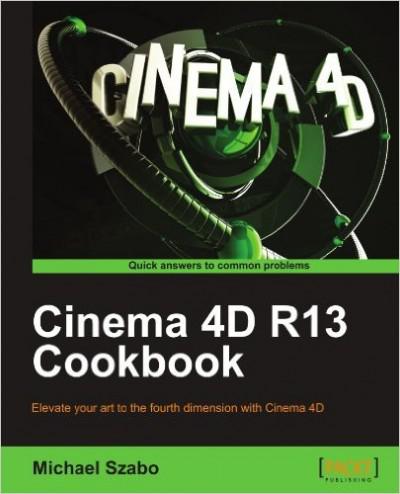 CINEMA 4D
Quick answers to common problems
Cinema 4D R13
Cookbook
Elevate your art to the fourth dimension with Cinema 4D
Michael Szabo
[PACKT]
PUBLISHING